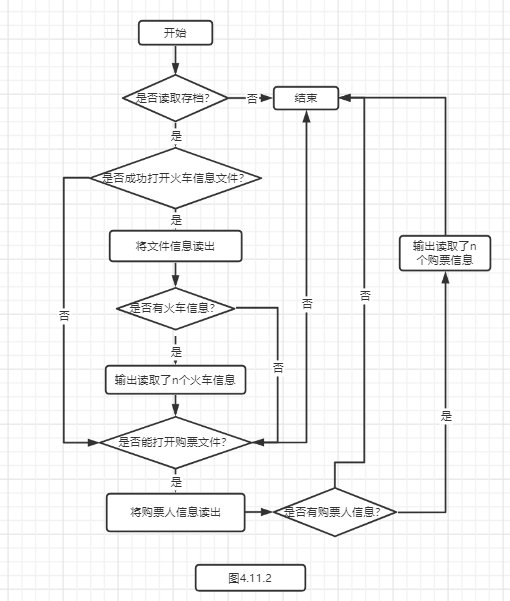 开始
是否读取存档?
否
结束
是
是否成功打开火车信息文件?
是
将文件信息读出
输出读取了n
个购票信息
是否有火车信息?
否
否
否
是
否
输出读取了n个火车信息
是
是否能打开购票文件?
是
将购票人信息读出
是否有购票人信息?
图4.11.2